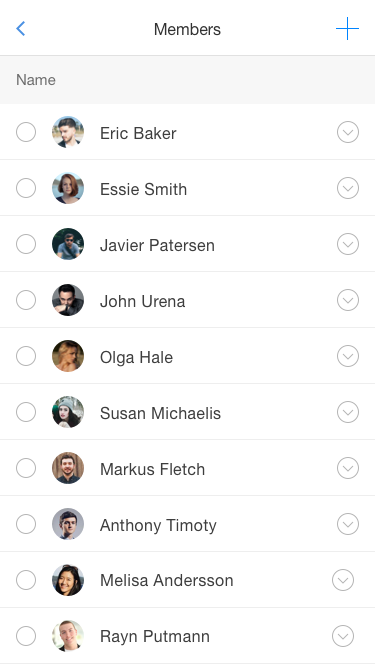 Members
Name
Eric Baker
Essie Smith
Javier Patersen
John Urena
Olga Hale
Susan Michaelis
Markus Fletch
Anthony Timoty
Melisa Andersson
Rayn Putmann